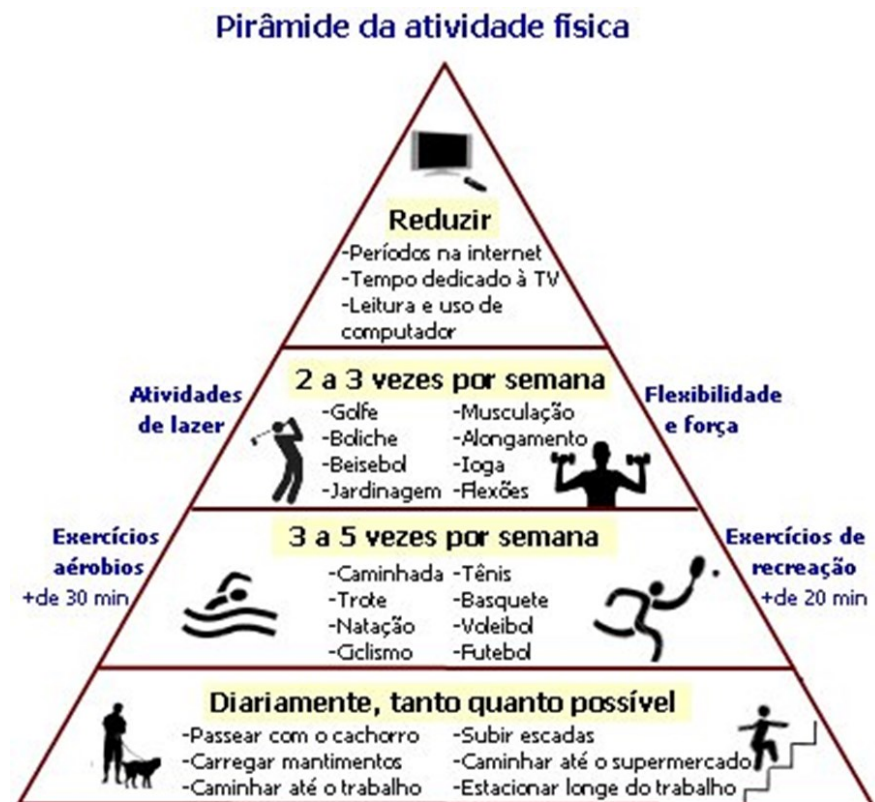 Pirâmide da atividade física
Reduzir
-Períodos na internet
-Tempo dedicado à TV
-Leitura e uso de
computador
Atividades
de lazer
2 a 3 vezes por semana
-Golfe
-Boliche
-Beisebol
-Jardinagem
-Musculação
-Alongamento
-Ioga
-Flexões
Flexibilidade
e força
Exercícios
aérobios
+de 30 min
3 a 5 vezes por semana
-Caminhada
-Trote
-Natação
-Ciclismo
-Tênis
-Basquete
-Voleibol
-Futebol
Exercícios de
recreação
+de 20 min
Diariamente, tanto quanto possível
-Passear com o cachorro
-Carregar mantimentos
-Caminhar até o trabalho
-Subir escadas
-Caminhar até o supermercado
-Estacionar longe do trabalho